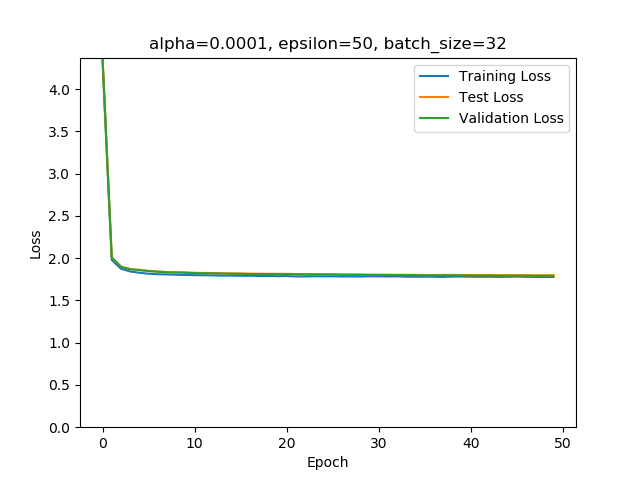 alpha=0.0001, epsilon=50, batch_size=32
Training Loss
Test Loss
Validation Loss
4.0
3.5
3.0
2.5
2.0
1.5
1.0
0.5
0.0
Loss
0 10 20 30 40 50
Epoch